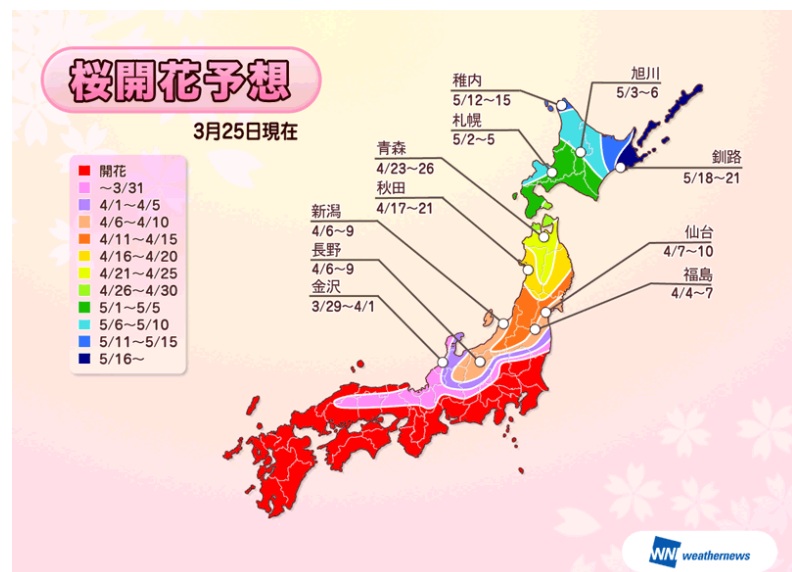 桜開花予想
3月25日現在
開花
～3/31
4/1～4/5
4/6～4/10
4/11～4/15
4/16～4/20
4/21～4/25
4/26～4/30
5/1～5/5
5/6～5/10
5/11～5/15
5/16～
稚内
5/12～15
旭川
5/3～6
札幌
5/2～5
青森
4/23～26
釧路
5/18～21
秋田
4/17～21
新潟
4/6～9
仙台
4/7～10
長野
4/6～9
福島
4/4～7
金沢
3/29～4/1
WNI weathernews